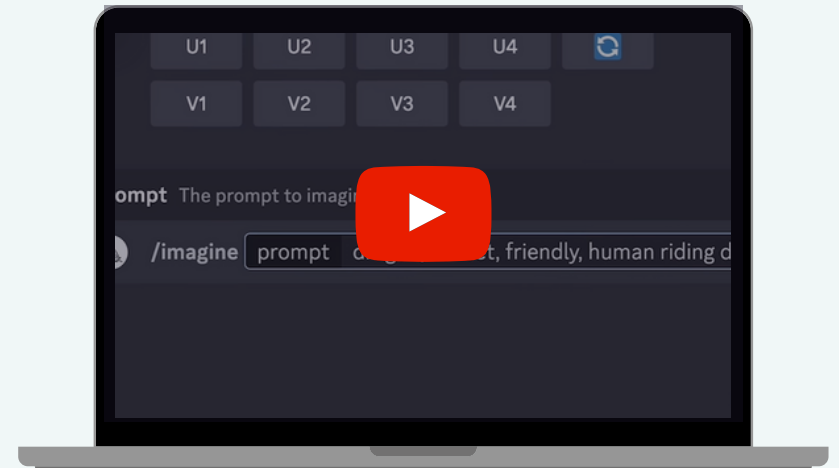 U1 U2 U3 U4
V1 V2 V3 V4
ompt The prompt to imagin
/imagine prompt friendly, human riding d